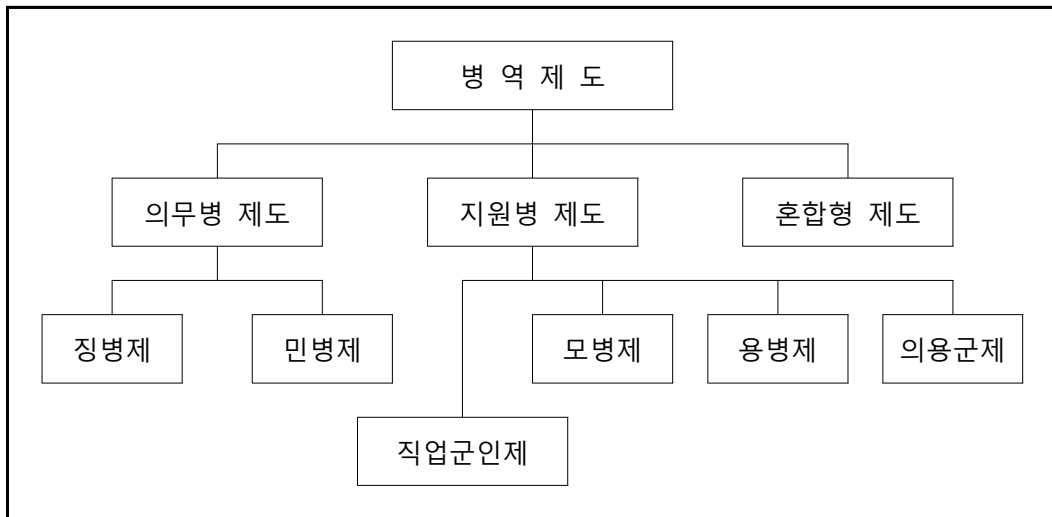 병 역 제 도
의무병 제도
지원병 제도
혼합형 제도
징병제
민병제
모병제
용병제
의용군제
직업군인제